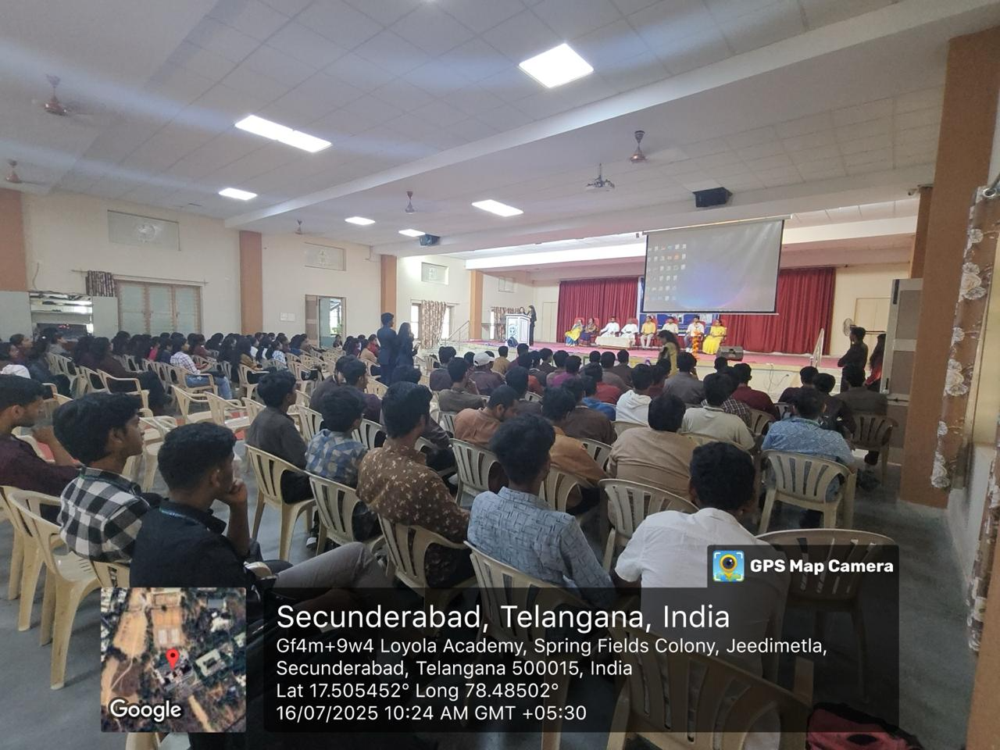 GPS Map Camera
Secunderabad, Telangana, India
Gf4m+9w4 Loyola Academy, Spring Fields Colony, Jeedimetla,
Secunderabad, Telangana 500015, India
Lat 17.505452° Long 78.48502°
16/07/2025 10:24 AM GMT +05:30
Google